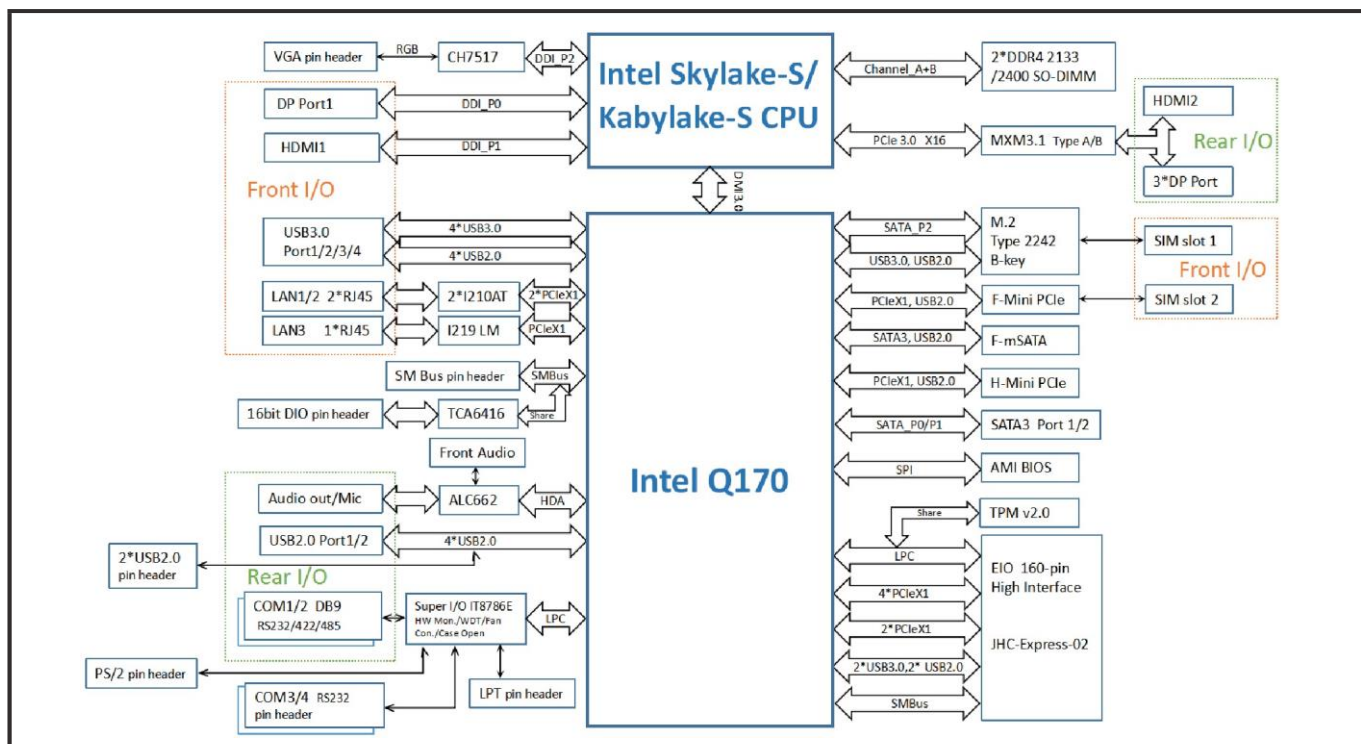 VGA pin header
RGB
CH7517
DDI_P2
Intel Skylake-S/
Kabylake-S CPU
Channel_A+B
2*DDR4 2133
/2400 SO-DIMM
DP Port1
DDI_P0
HDMI1
DDI_P1
Front I/O
PCIe 3.0 X16
MXM3.1 Type A/B
HDMI2
Rear I/O
3*DP Port
DMI3.0
USB3.0
Port1/2/3/4
4*USB3.0
4*USB2.0
LAN1/2 2*RJ45
2*I210AT
2*PCIeX1
LAN3 1*RJ45
I219 LM
PCIeX1
SM Bus pin header
SMBus
16bit DIO pin header
TCA6416
Share
Front Audio
Audio out/Mic
ALC662
HDA
USB2.0 Port1/2
4*USB2.0
2*USB2.0
pin header
Rear I/O
COM1/2 DB9
RS232/422/485
Super I/O IT8786E
HW Mon./WDT/Fan
Con./Case Open
LPC
PS/2 pin header
COM3/4 RS232
pin header
LPT pin header
Intel Q170
SATA_P2
USB3.0, USB2.0
M.2
Type 2242
B-key
SIM slot 1
Front I/O
SIM slot 2
PCIeX1, USB2.0
F-Mini PCIe
SATA3, USB2.0
F-mSATA
PCIeX1, USB2.0
H-Mini PCIe
SATA_P0/P1
SATA3 Port 1/2
SPI
AMI BIOS
Share
TPM v2.0
LPC
4*PCIeX1
2*PCIeX1
2*USB3.0,2* USB2.0
SMBus
EIO 160-pin
High Interface
JHC-Express-02